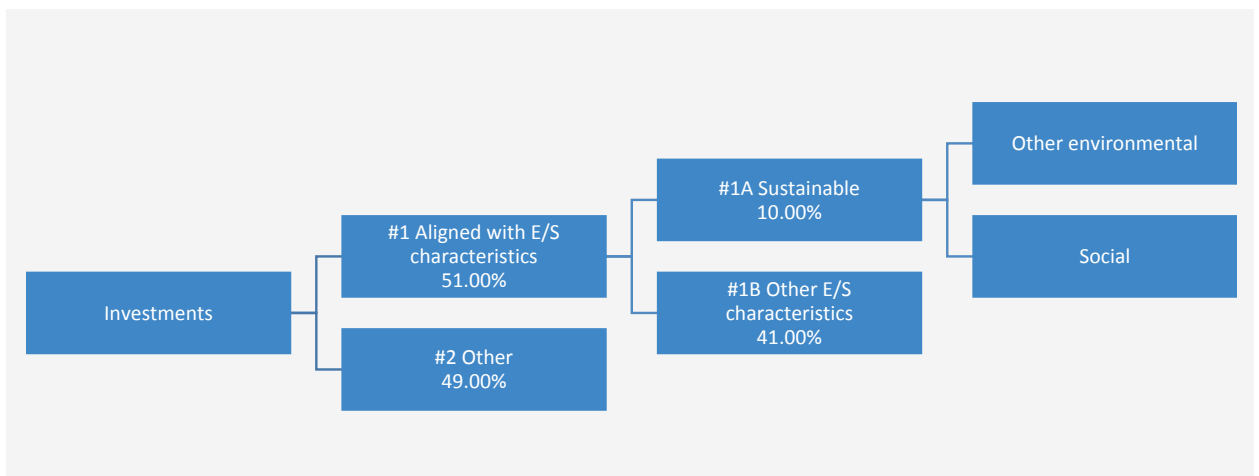 Investments
#1 Aligned with E/S
characteristics
51.00%
#2 Other
49.00%
#1A Sustainable
10.00%
#1B Other E/S
characteristics
41.00%
Other environmental
Social